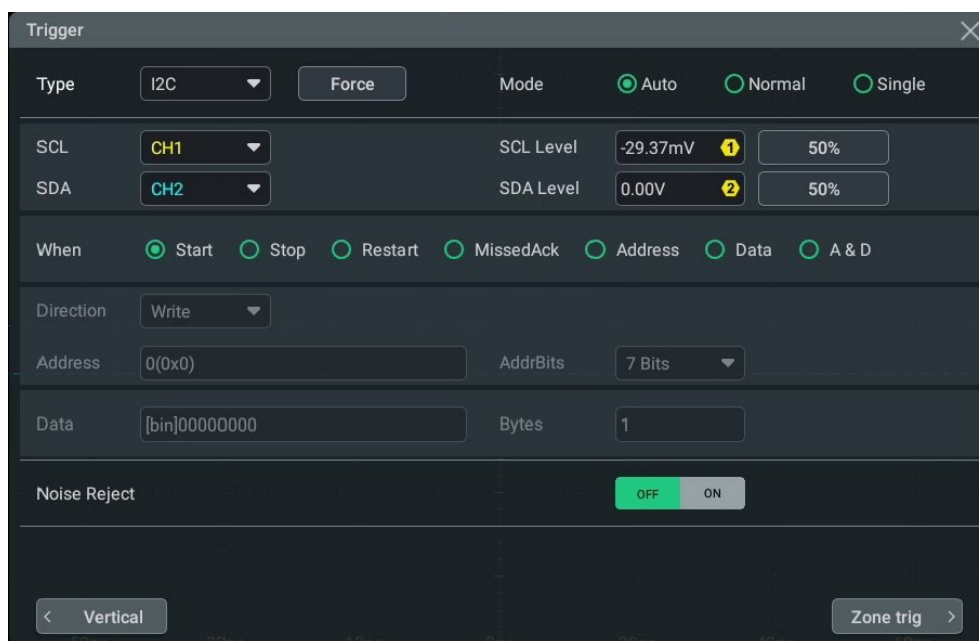 Trigger
Type I2C Force Mode Auto Normal Single
SCL CH1 SCL Level -29.37mV 1 50%
SDA CH2 SDA Level 0.00V 2 50%
When Start Stop Restart MissedAck Address Data A & D
Direction Write
Address 0(0x0) AddrBits 7 Bits
Data [bin]00000000 Bytes 1
Noise Reject OFF ON
< Vertical Zone trig >